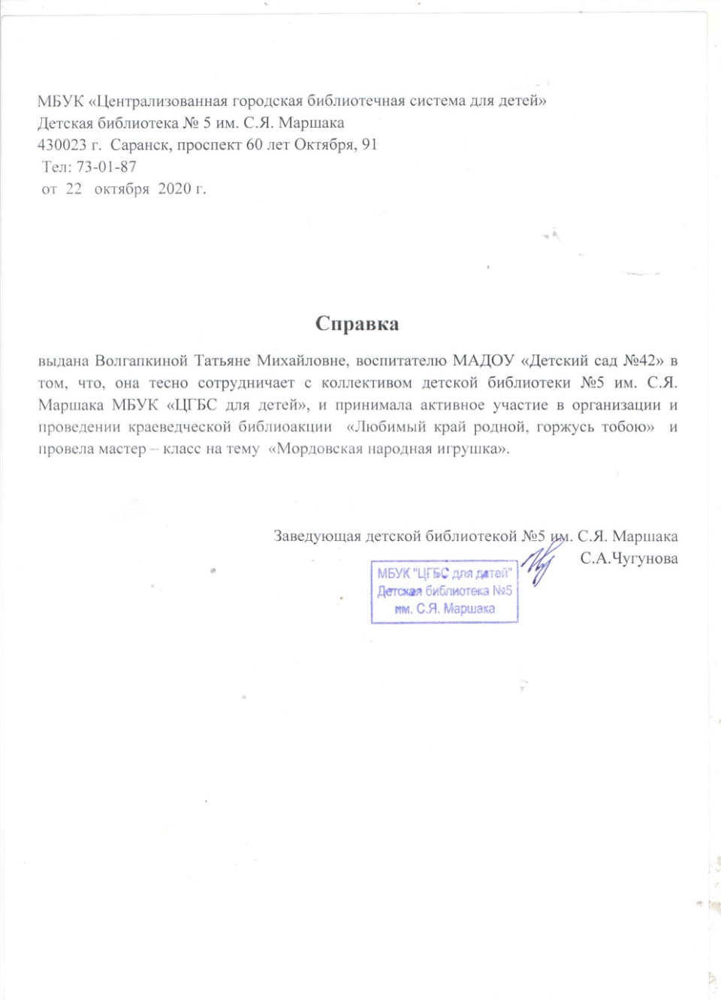 МБУК «Централизованная городская библиотечная система для детей»
Детская библиотека № 5 им. С.Я. Маршака
430023 г. Саранск, проспект 60 лет Октября, 91
Тел: 73-01-87
от 22 октября 2020 г.
Справка
выдана Волгапкиной Татьяне Михайловне, воспитателю МАДОУ «Детский сад №42» в
том, что, она тесно сотрудничает с коллективом детской библиотеки №5 им. С.Я.
Маршака МБУК «ЦГБС для детей», и принимала активное участие в организации и
проведении краеведческой библиоакции «Любимый край родной, горжусь тобою» и
провела мастер – класс на тему «Мордовская народная игрушка».
Заведующая детской библиотекой №5 им. С.Я. Маршака
С.А.Чугунова
МБУК "ЦГБС для детей"
Детская библиотека №5
им. С.Я. Маршака